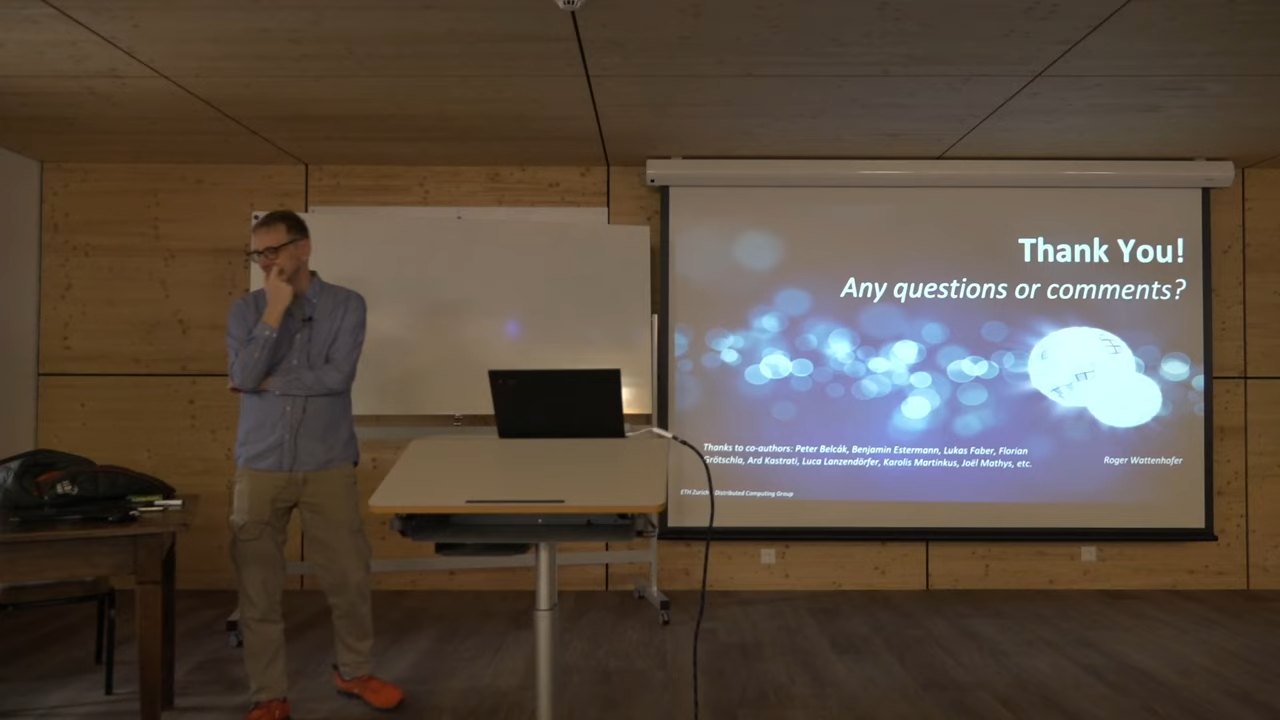 Thank You!
Any questions or comments?
Thanks to co-authors: Peter Belcák, Benjamin Estermann, Lukas Faber, Florian
Grötschla, Ard Kastrati, Luca Lanzendörfer, Karolis Martinkus, Joël Mathys, etc.
Roger Wattenhofer
ETH Zurich Distributed Computing Group